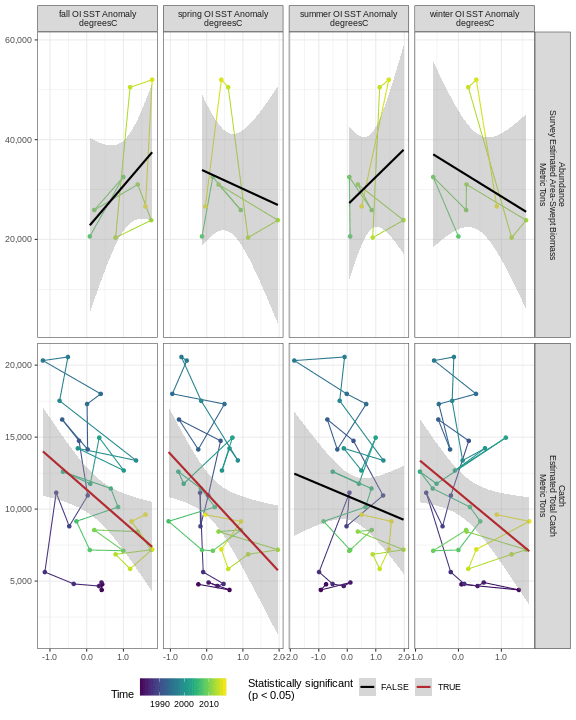 fall OI SST Anomaly
degreesC
spring OI SST Anomaly
degreesC
summer OI SST Anomaly
degreesC
winter OI SST Anomaly
degreesC
60,000
40,000
20,000
Abundance
Survey Estimated Area-Swept Biomass
Metric Tons
20,000
15,000
10,000
5,000
Catch
Estimated Total Catch
Metric Tons
-1.0 0.0 1.0
-1.0 0.0 1.0 2.0
-2.0 -1.0 0.0 1.0 2.0
-1.0 0.0 1.0
Time
1990 2000 2010
Statistically significant
(p < 0.05)
FALSE
TRUE